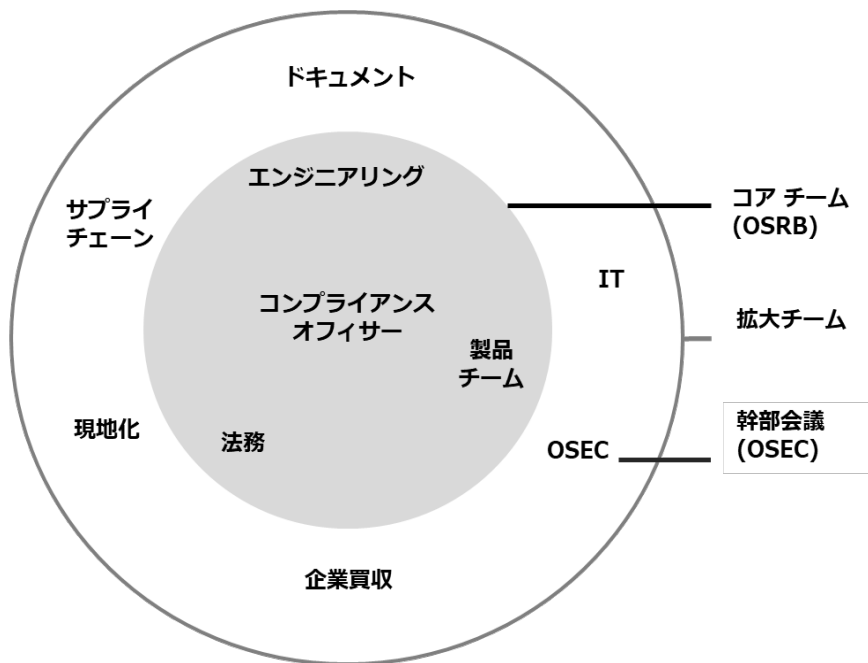 ドキュメント
エンジニアリング
サプライ
チェーン
コンプライアンス
オフィサー
製品
チーム
IT
現地化
法務
OSEC
企業買収
コア チーム
(OSRB)
拡大チーム
幹部会議
(OSEC)